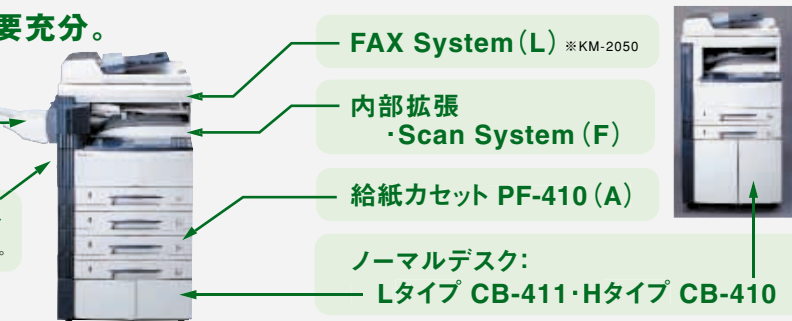 要充分。
FAX System(L) ※KM-2050
内部拡張
・Scan System(F)
給紙カセット PF-410(A)
。
ノーマルデスク:
Lタイプ CB-411・Hタイプ CB-410